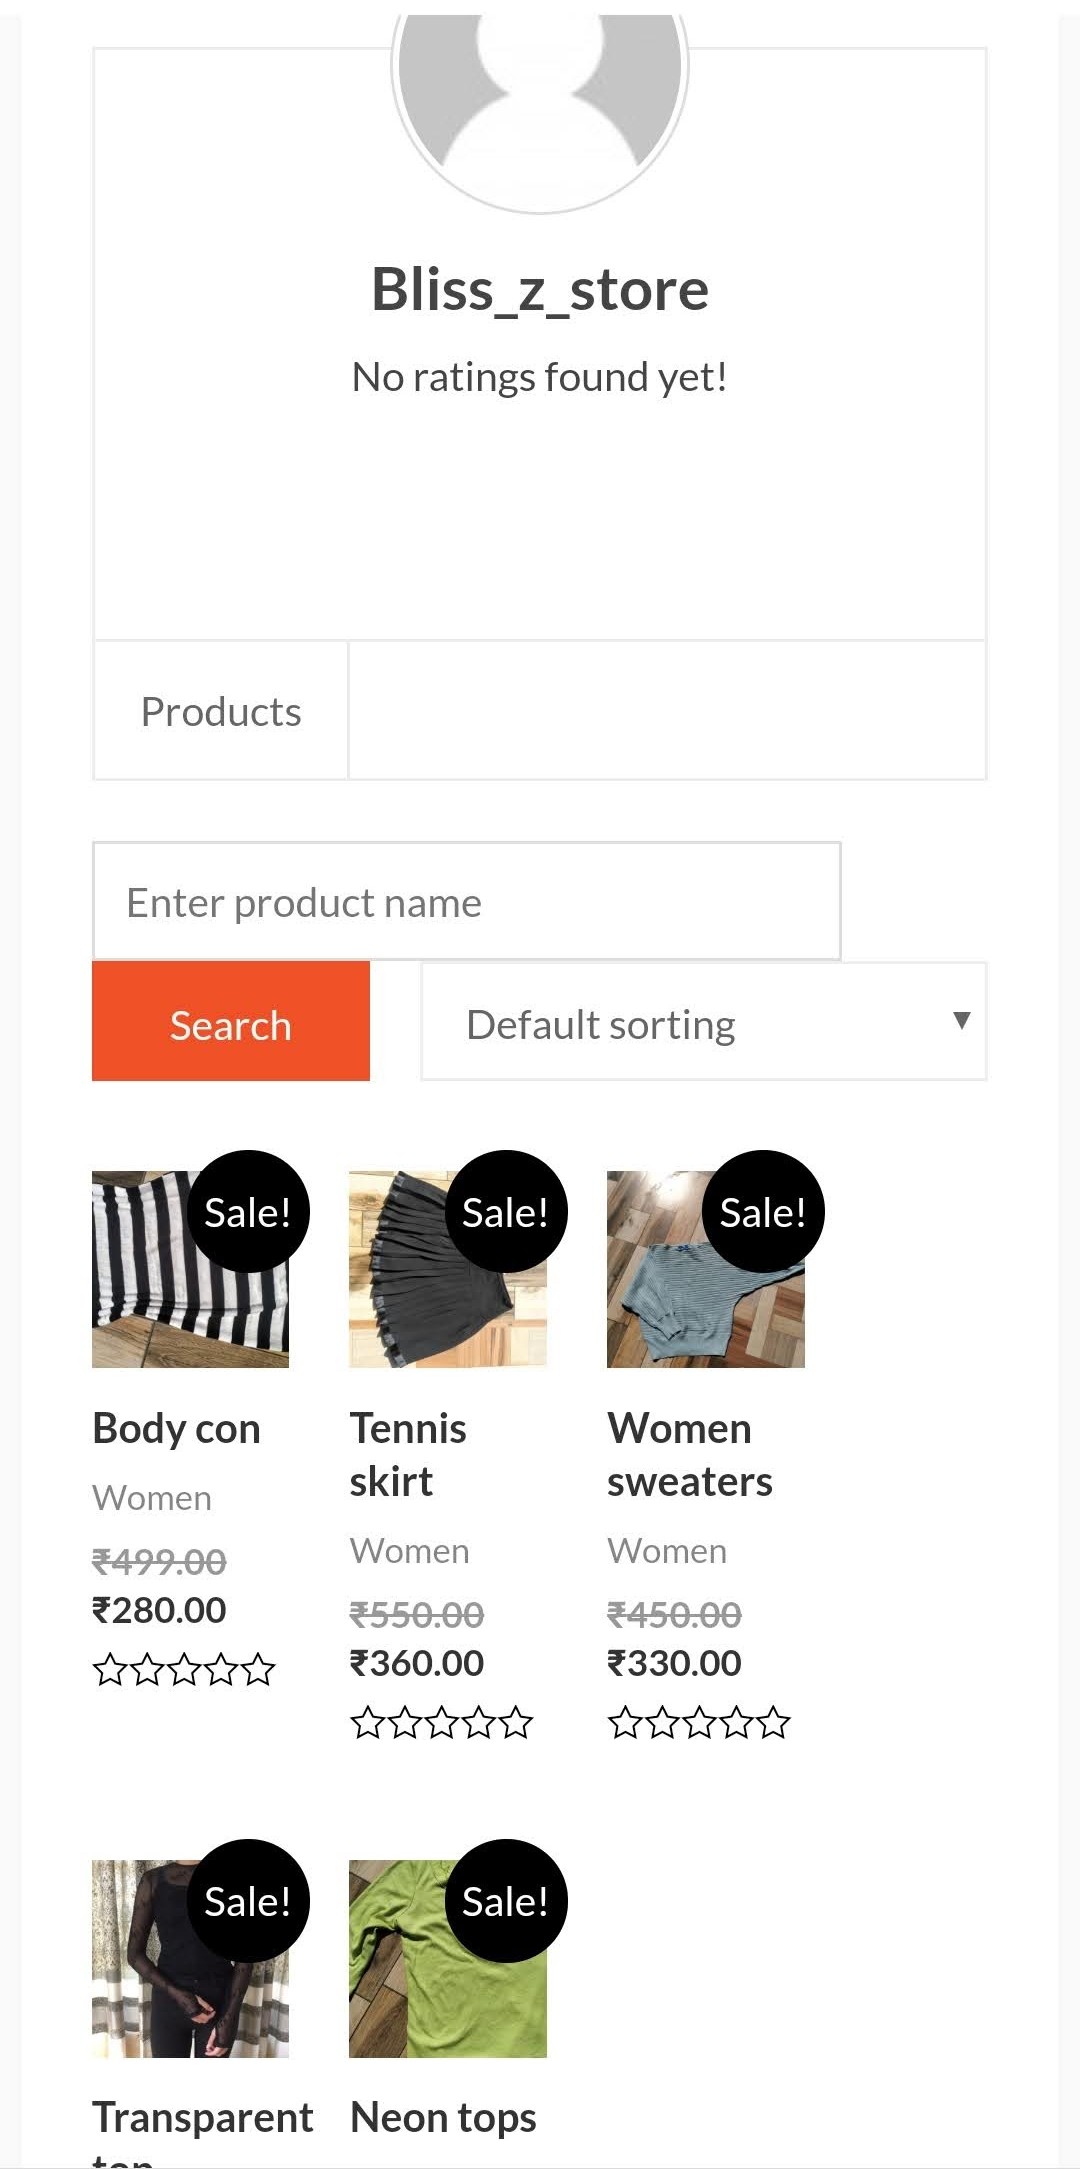 Bliss_z_store
No ratings found yet!
Products
Enter product name
Search
Default sorting
Sale!
Sale!
Sale!
Body con
Women
₹499.00
₹280.00
Tennis
skirt
Women
₹550.00
₹360.00
Women
sweaters
Women
₹450.00
₹330.00
Sale!
Sale!
Transparent
top
Neon tops